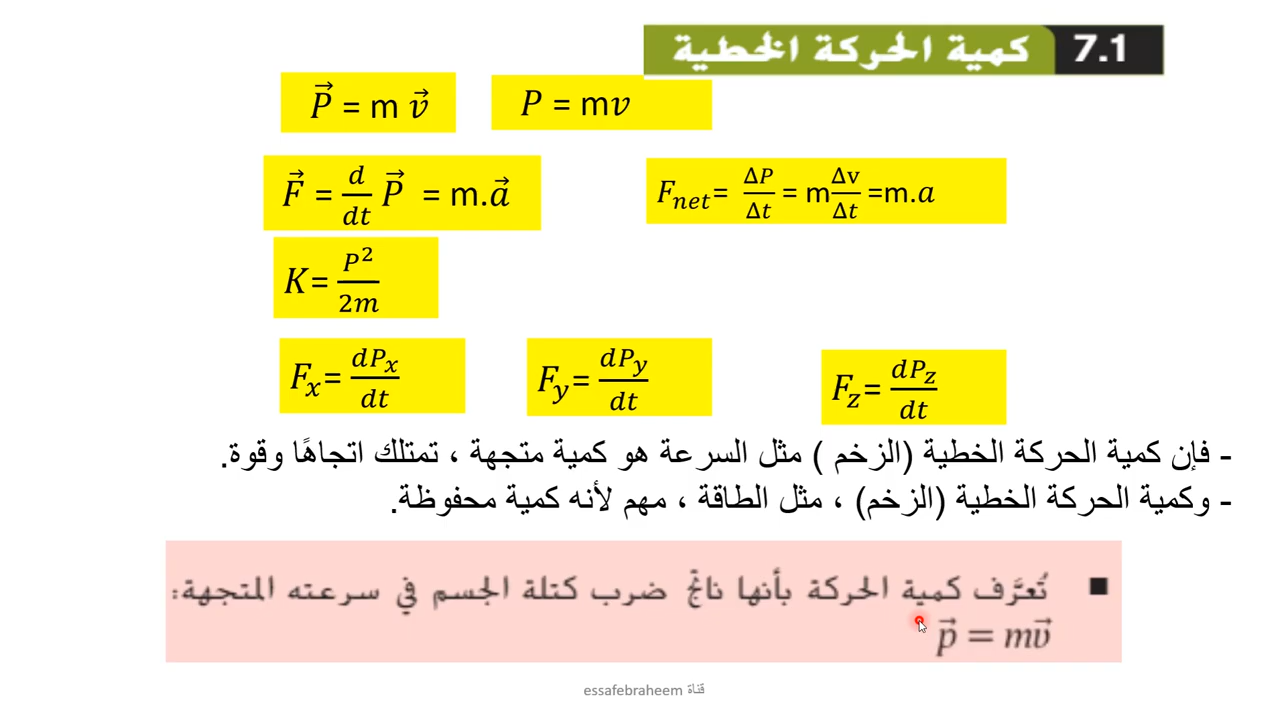 7.1 كمية الحركة الخطية
P⃗ = m v⃗
P = mv
F⃗ = d/dt P⃗ = m.a⃗
F_net = ΔP/Δt = m Δv/Δt =m.a
K= P²/2m
F_x= dP_x/dt
F_y= dP_y/dt
F_z= dP_z/dt
- فإن كمية الحركة الخطية (الزخم ) مثل السرعة هو كمية متجهة ، تمتلك اتجاهًا وقوة.
- وكمية الحركة الخطية (الزخم) ، مثل الطاقة ، مهم لأنه كمية محفوظة.
■ تُعرَّف كمية الحركة بأنها ناتج ضرب كتلة الجسم في سرعته المتجهة:
p⃗ = mv⃗
قناة essafebraheem